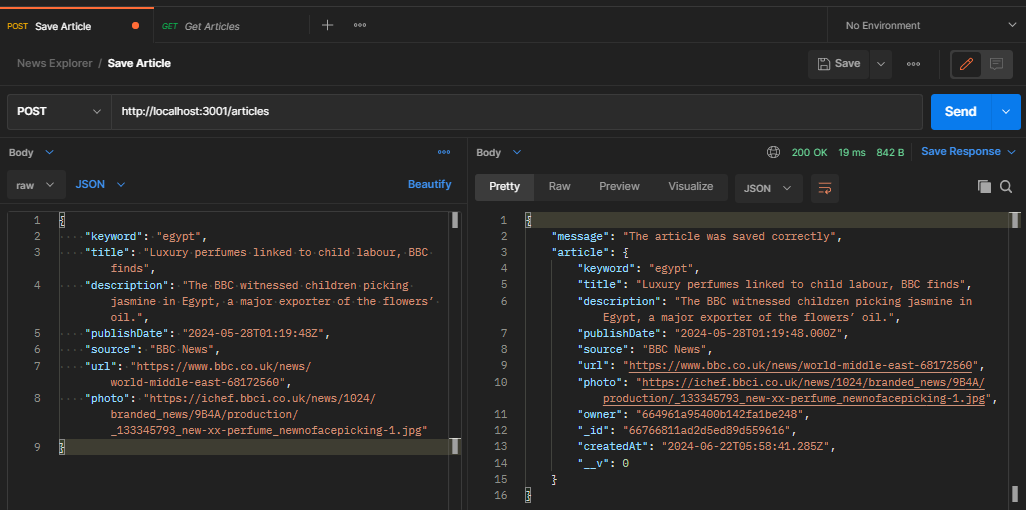 POST Save Article
GET Get Articles
No Environment
News Explorer / Save Article
Save
POST
http://localhost:3001/articles
Send
Body
raw
JSON
Beautify
1 {
2 "keyword": "egypt",
3 "title": "Luxury perfumes linked to child labour, BBC
finds",
4 "description": "The BBC witnessed children picking
jasmine in Egypt, a major exporter of the flowers’
oil.",
5 "publishDate": "2024-05-28T01:19:48Z",
6 "source": "BBC News",
7 "url": "https://www.bbc.co.uk/news/
world-middle-east-68172560",
8 "photo": "https://ichef.bbci.co.uk/news/1024/
branded_news/9B4A/production/
_133345793_new-xx-perfume_newnofacepicking-1.jpg"
9 }
Body
200 OK 19 ms 842 B
Save Response
Pretty
Raw
Preview
Visualize
JSON
1 {
2 "message": "The article was saved correctly",
3 "article": {
4 "keyword": "egypt",
5 "title": "Luxury perfumes linked to child labour, BBC finds",
6 "description": "The BBC witnessed children picking jasmine in
Egypt, a major exporter of the flowers’ oil.",
7 "publishDate": "2024-05-28T01:19:48.000Z",
8 "source": "BBC News",
9 "url": "https://www.bbc.co.uk/news/world-middle-east-68172560",
10 "photo": "https://ichef.bbci.co.uk/news/1024/branded_news/9B4A/
production/_133345793_new-xx-perfume_newnofacepicking-1.jpg",
11 "owner": "664961a95400b142fa1be248",
12 "_id": "66766811ad2d5ed89d559616",
13 "createdAt": "2024-06-22T05:58:41.285Z",
14 "__v": 0
15 }
16 }